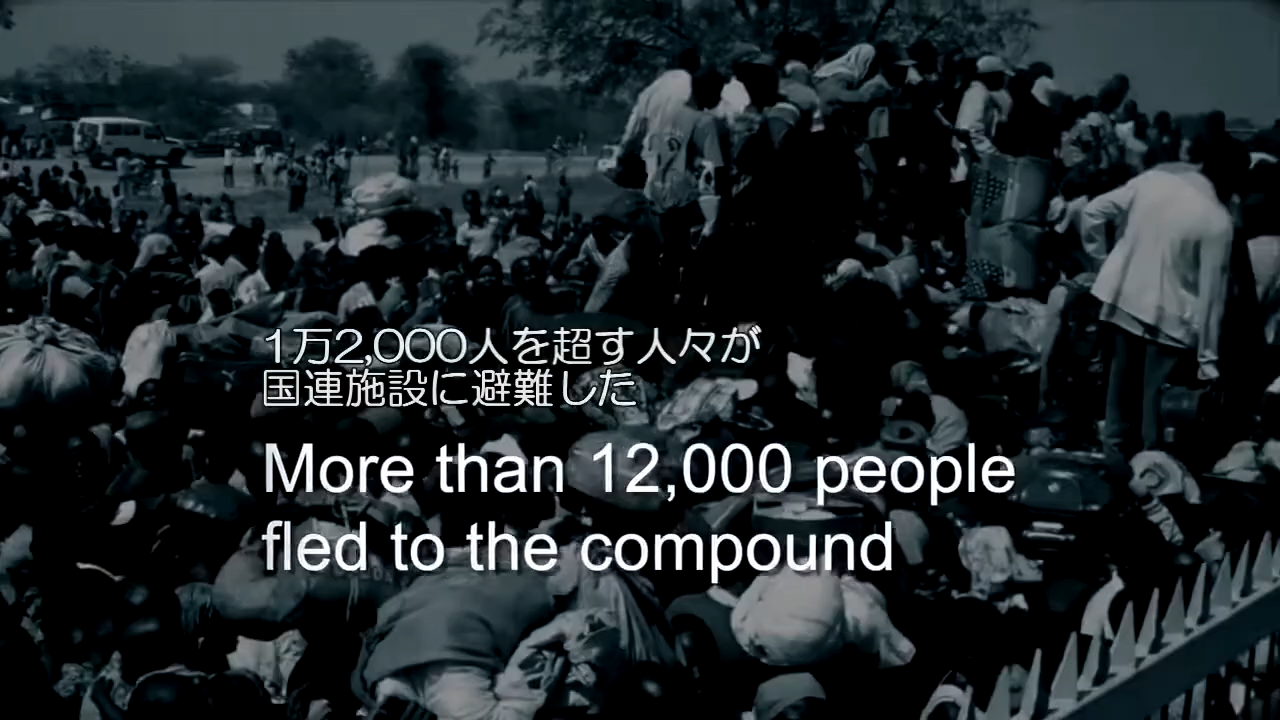 1万2,000人を超す人々が
国連施設に避難した
More than 12,000 people
fled to the compound